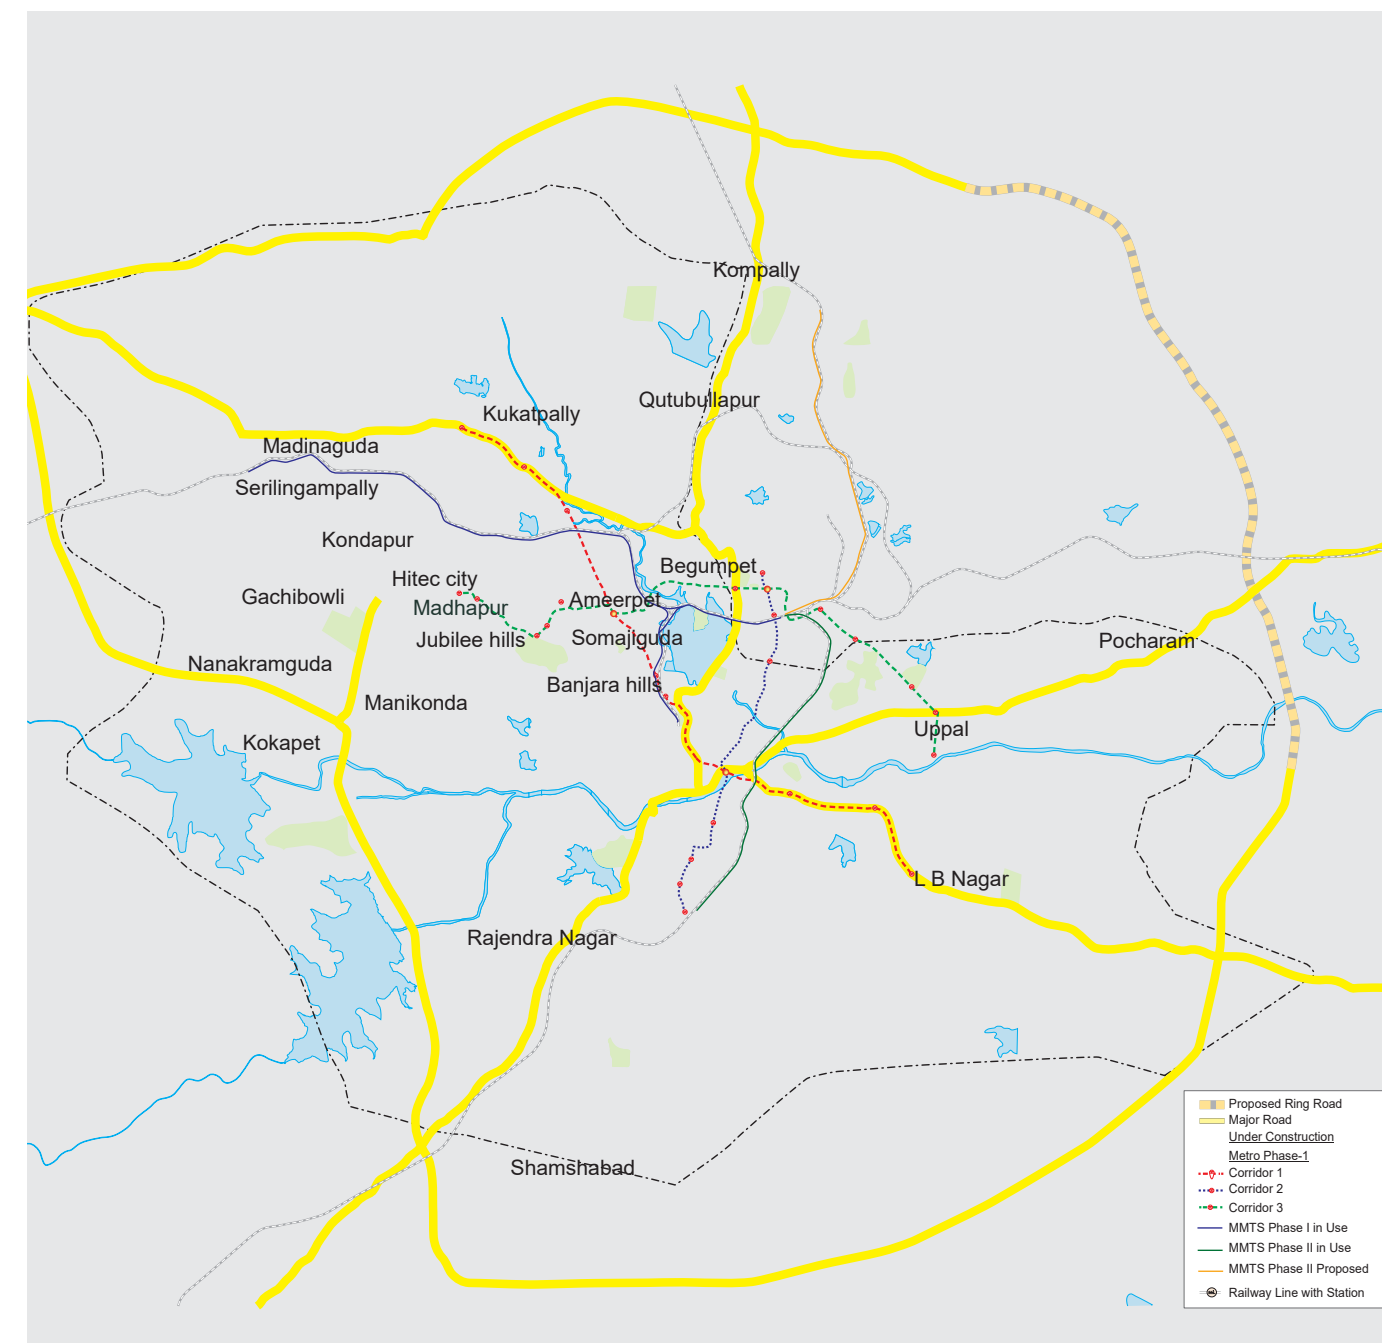 Kompally
Qutubullapur
Kukatpally
Madinaguda
Serilingampally
Kondapur
Begumpet
Hitec city
Gachibowli
Ameerpet
Madhapur
Jubilee hills
Somajiguda
Pocharam
Nanakramguda
Banjara hills
Manikonda
Uppal
Kokapet
L B Nagar
Rajendra Nagar
Shamshabad
Proposed Ring Road
Major Road
Under Construction
Metro Phase-1
Corridor 1
Corridor 2
Corridor 3
MMTS Phase I in Use
MMTS Phase II in Use
MMTS Phase II Proposed
Railway Line with Station